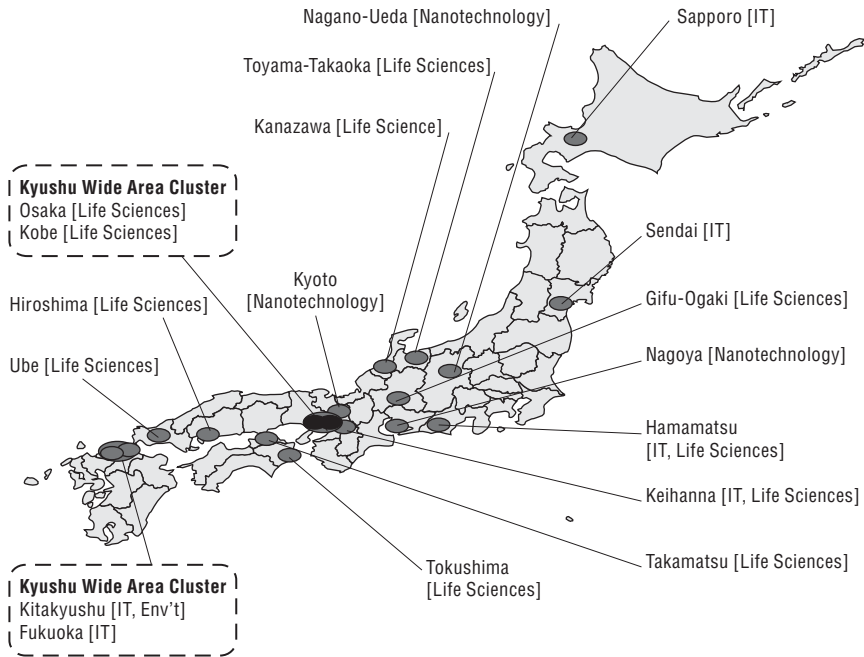 Nagano-Ueda [Nanotechnology]
Sapporo [IT]
Toyama-Takaoka [Life Sciences]
Kanazawa [Life Science]
Kyushu Wide Area Cluster
Osaka [Life Sciences]
Kobe [Life Sciences]
Sendai [IT]
Kyoto
[Nanotechnology]
Hiroshima [Life Sciences]
Gifu-Ogaki [Life Sciences]
Ube [Life Sciences]
Nagoya [Nanotechnology]
Hamamatsu
[IT, Life Sciences]
Keihanna [IT, Life Sciences]
Takamatsu [Life Sciences]
Tokushima
[Life Sciences]
Kyushu Wide Area Cluster
Kitakyushu [IT, Env't]
Fukuoka [IT]